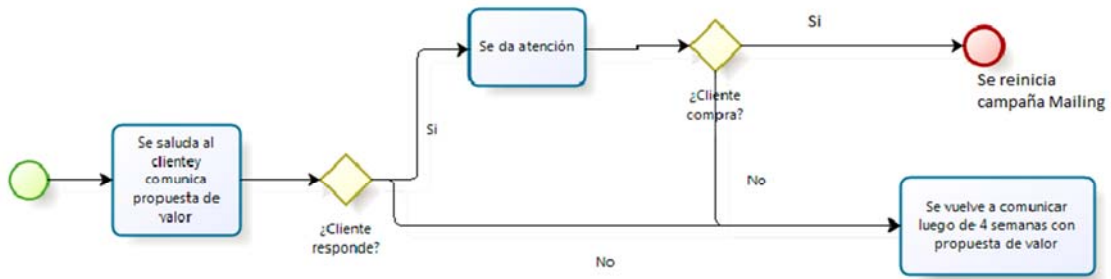 Se saluda al
clientey
comunica
propuesta de
valor
¿Cliente
responde?
Si
Se da atención
¿Cliente
compra?
Si
Se reinicia
campaña Mailing
No
No
Se vuelve a comunicar
luego de 4 semanas con
propuesta de valor